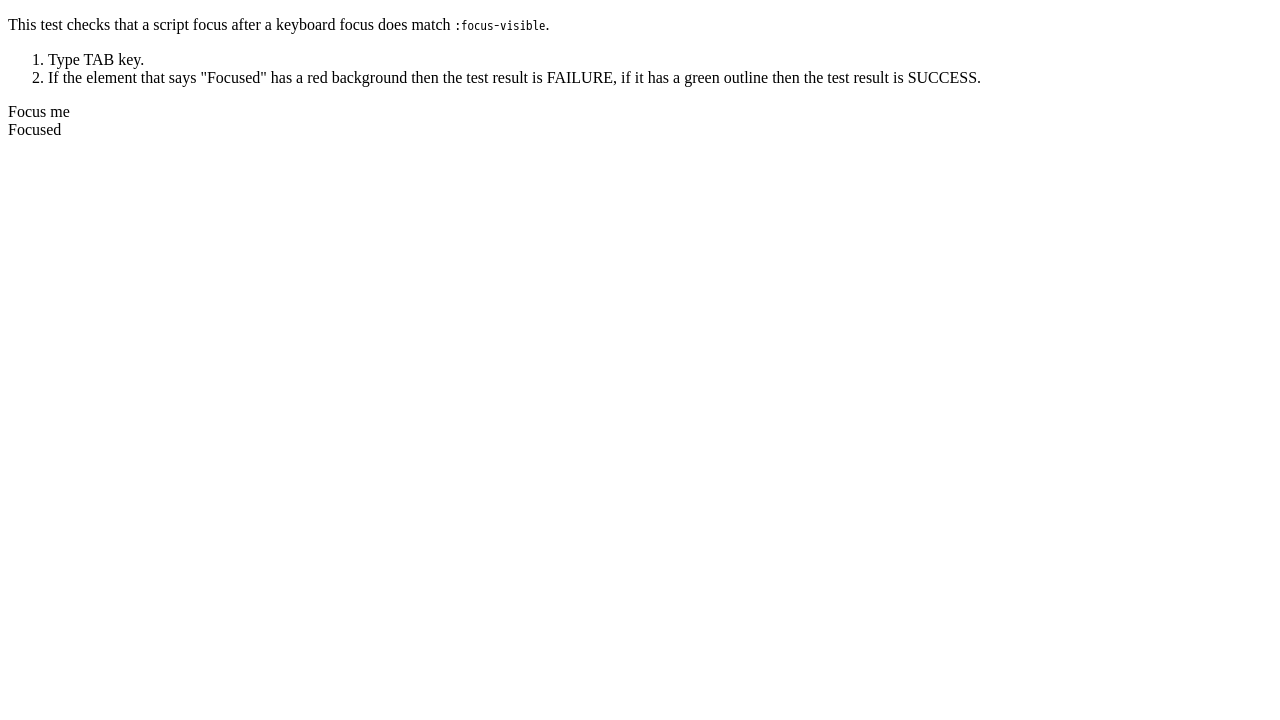 This test checks that a script focus after a keyboard focus does match :focus-visible.
1. Type TAB key.
2. If the element that says "Focused" has a red background then the test result is FAILURE, if it has a green outline then the test result is SUCCESS.
Focus me
Focused